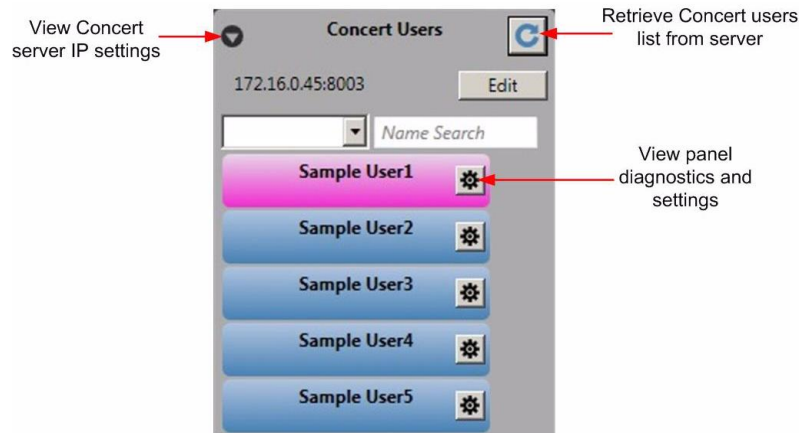 View Concert
server IP settings
Concert Users
Retrieve Concert users
list from server
172.16.0.45:8003
Edit
Name Search
Sample User1
View panel
diagnostics and
settings
Sample User2
Sample User3
Sample User4
Sample User5